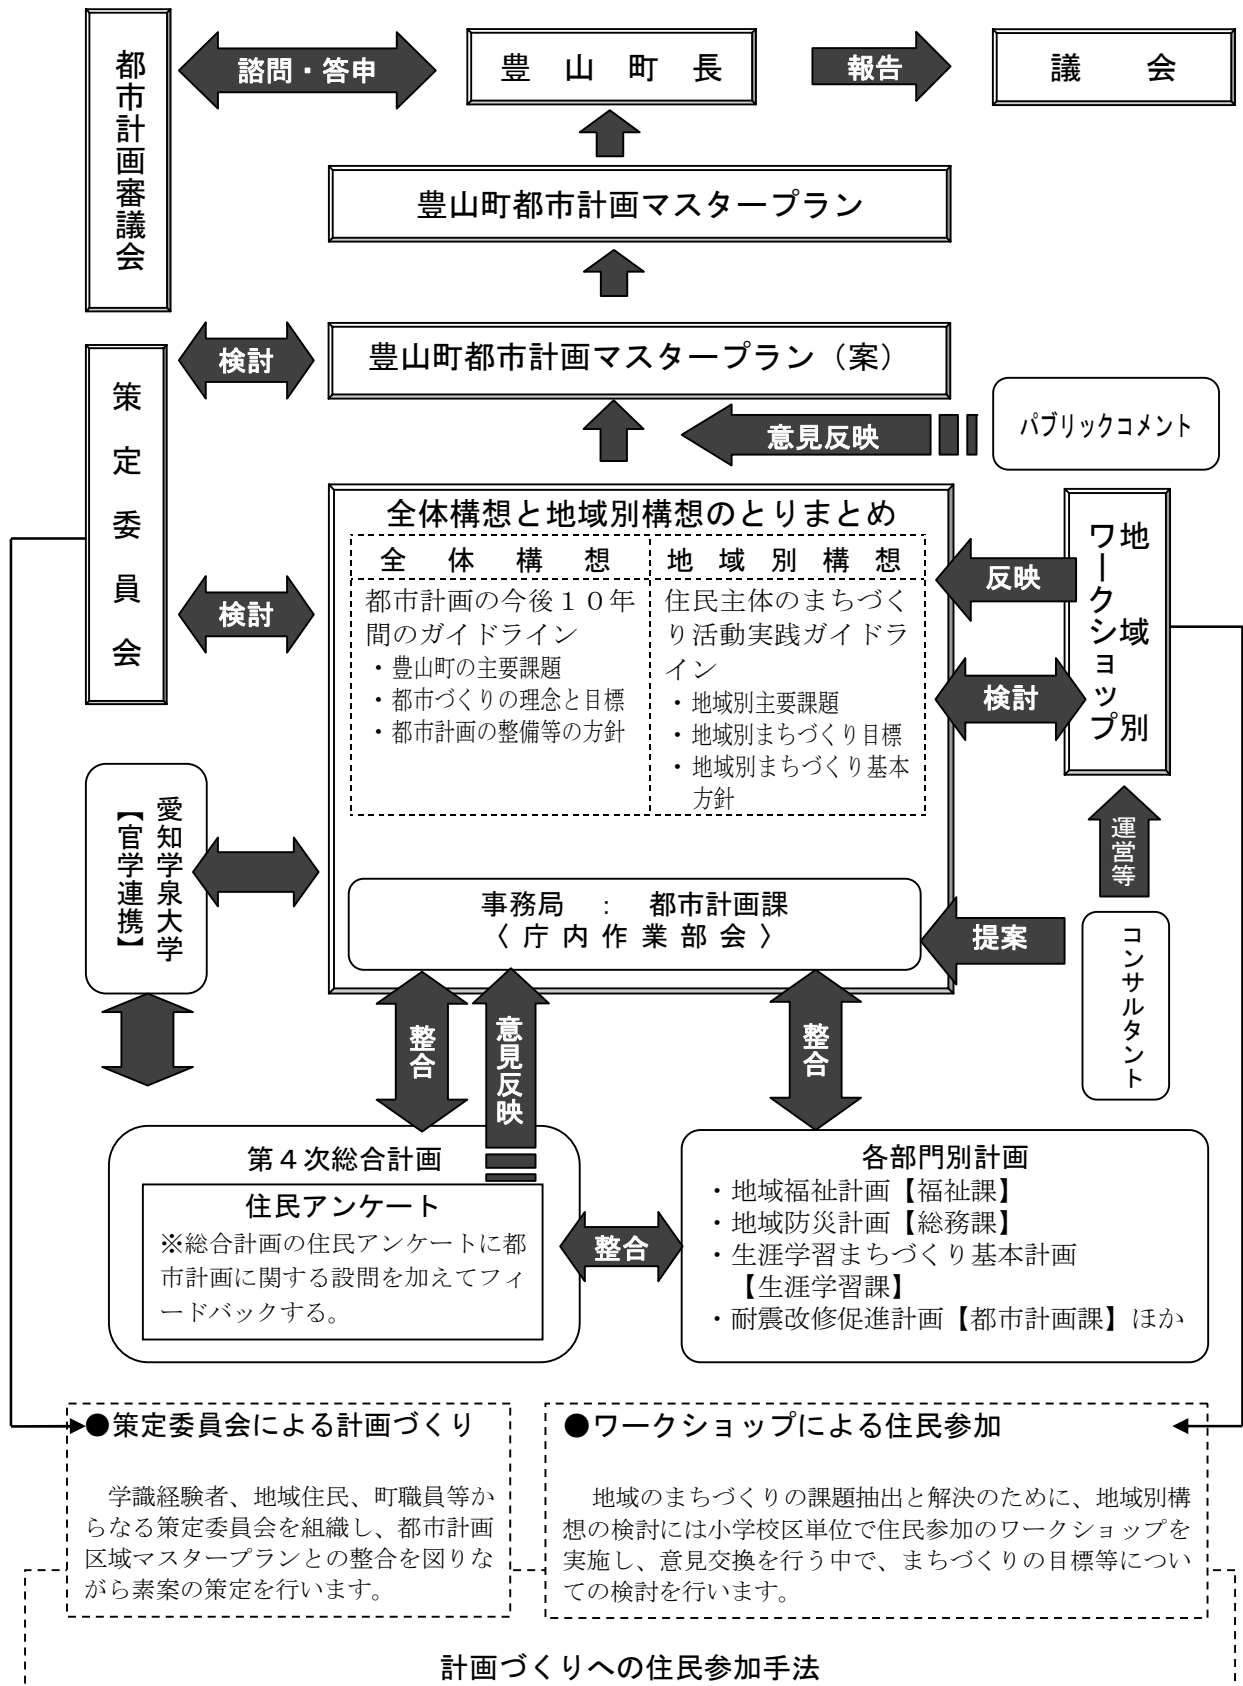 都市計画審議会
諮問・答申
豊　山　町　長
報告
議　　会
豊山町都市計画マスタープラン
検討
豊山町都市計画マスタープラン（案）
策定委員会
意見反映
パブリックコメント
全体構想と地域別構想のとりまとめ
全　体　構　想
都市計画の今後１０年
間のガイドライン
・豊山町の主要課題
・都市づくりの理念と目標
・都市計画の整備等の方針
地　域　別　構　想
住民主体のまちづく
り活動実践ガイドラ
イン
・地域別主要課題
・地域別まちづくり目標
・地域別まちづくり基本
方針
検討
反映
検討
地域別
ワークショップ
愛知学泉大学
【官学連携】
運営等
事務局　：　都市計画課
〈庁内作業部会〉
提案
コンサルタント
整合
意見反映
整合
第４次総合計画
住民アンケート
※総合計画の住民アンケートに都
市計画に関する設問を加えてフィ
ードバックする。
整合
各部門別計画
・地域福祉計画【福祉課】
・地域防災計画【総務課】
・生涯学習まちづくり基本計画
【生涯学習課】
・耐震改修促進計画【都市計画課】ほか
●策定委員会による計画づくり
学識経験者、地域住民、町職員等か
らなる策定委員会を組織し、都市計画
区域マスタープランとの整合を図りな
がら素案の策定を行います。
●ワークショップによる住民参加
地域のまちづくりの課題抽出と解決のために、地域別構
想の検討には小学校区単位で住民参加のワークショップを
実施し、意見交換を行う中で、まちづくりの目標等につい
ての検討を行います。
計画づくりへの住民参加手法